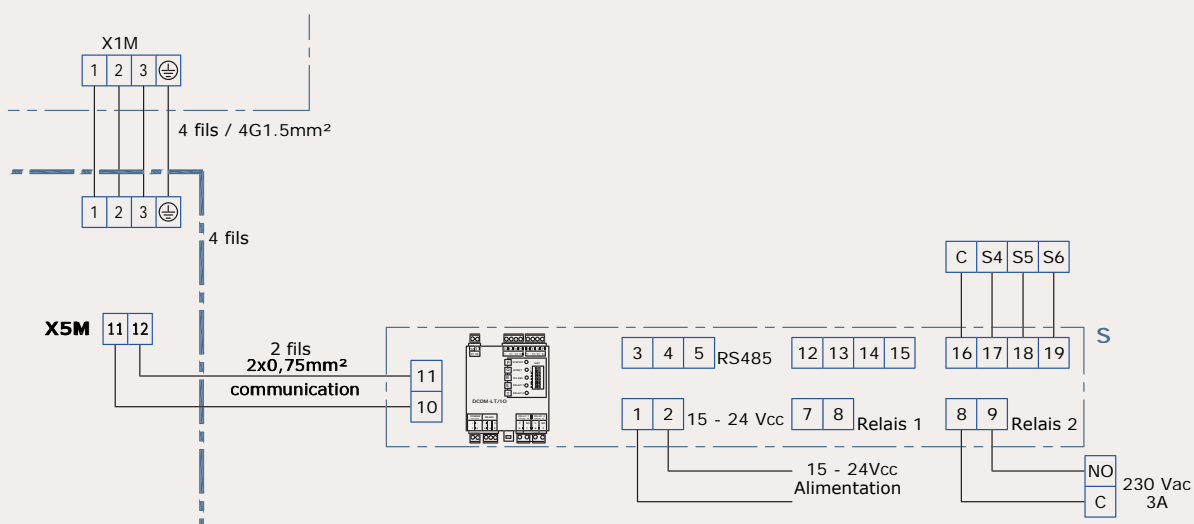 X1M
1 2 3
4 fils / 4G1.5mm²
1 2 3
4 fils
C S4 S5 S6
X5M 11 12
S
2 fils
2x0,75mm²
communication
11
10
DCOM-LT/IO
3 4 5 RS485
12 13 14 15
16 17 18 19
1 2 15 - 24 Vcc
7 8 Relais 1
8 9 Relais 2
15 - 24Vcc
Alimentation
NO
C
230 Vac
3A